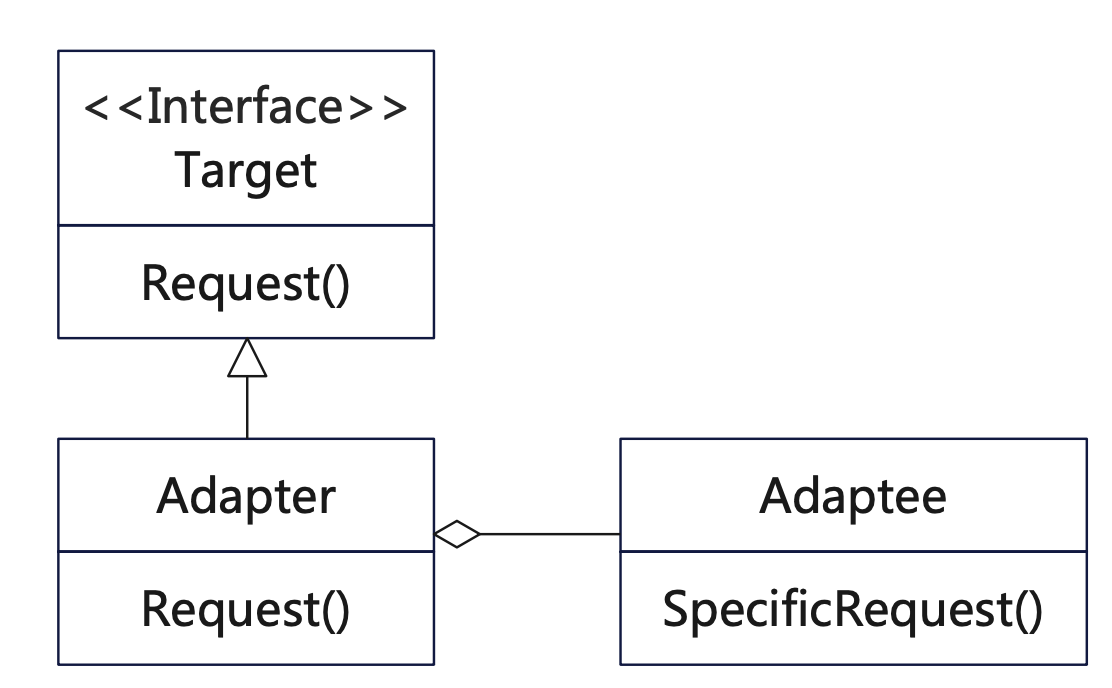 <<Interface>>
Target
Request()
Adapter
Request()
Adaptee
SpecificRequest()